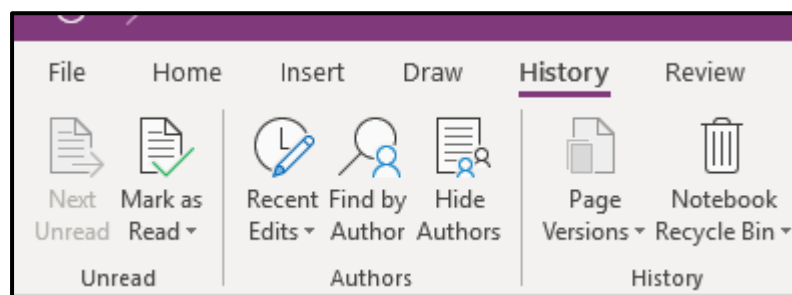 File Home Insert Draw History Review
Next Unread
Mark as Read
Recent Edits
Find by Author
Hide Authors
Page Versions
Notebook Recycle Bin
Unread Authors History